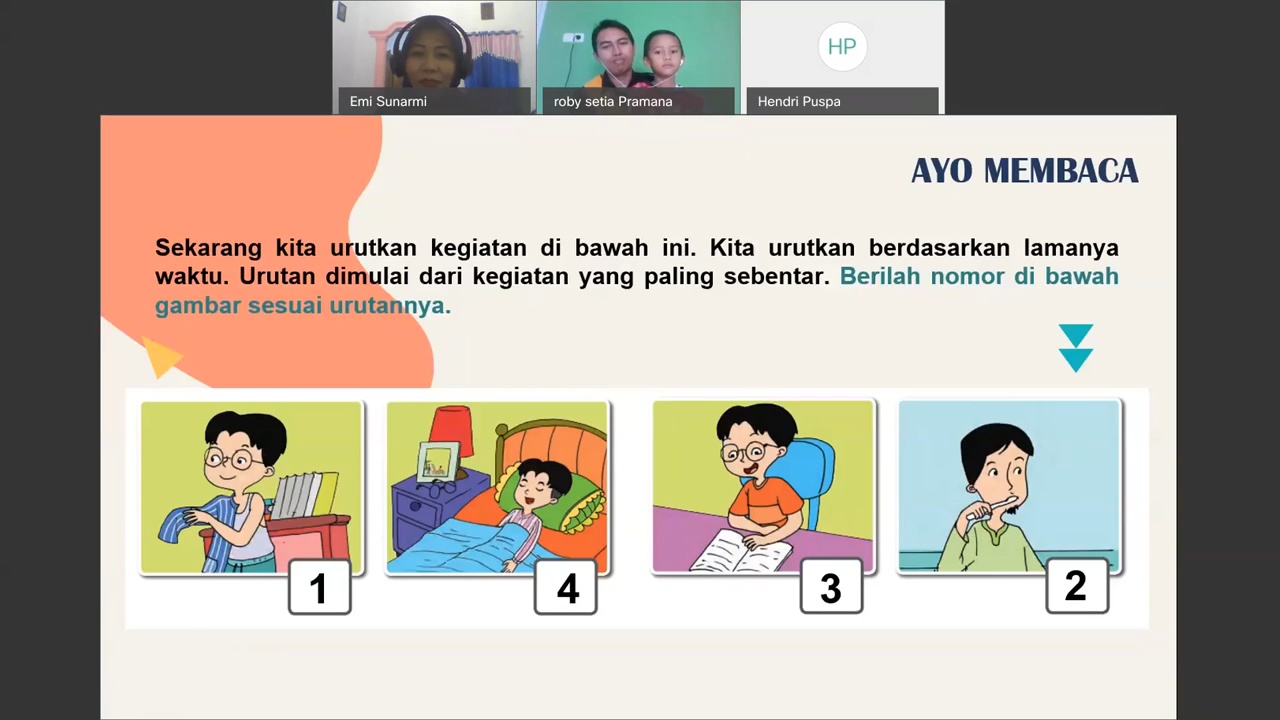 HP
Emi Sunarmi
roby setia Pramana
Hendri Puspa
AYO MEMBACA
Sekarang kita urutkan kegiatan di bawah ini. Kita urutkan berdasarkan lamanya
waktu. Urutan dimulai dari kegiatan yang paling sebentar. Berilah nomor di bawah
gambar sesuai urutannya.
1
4
3
2